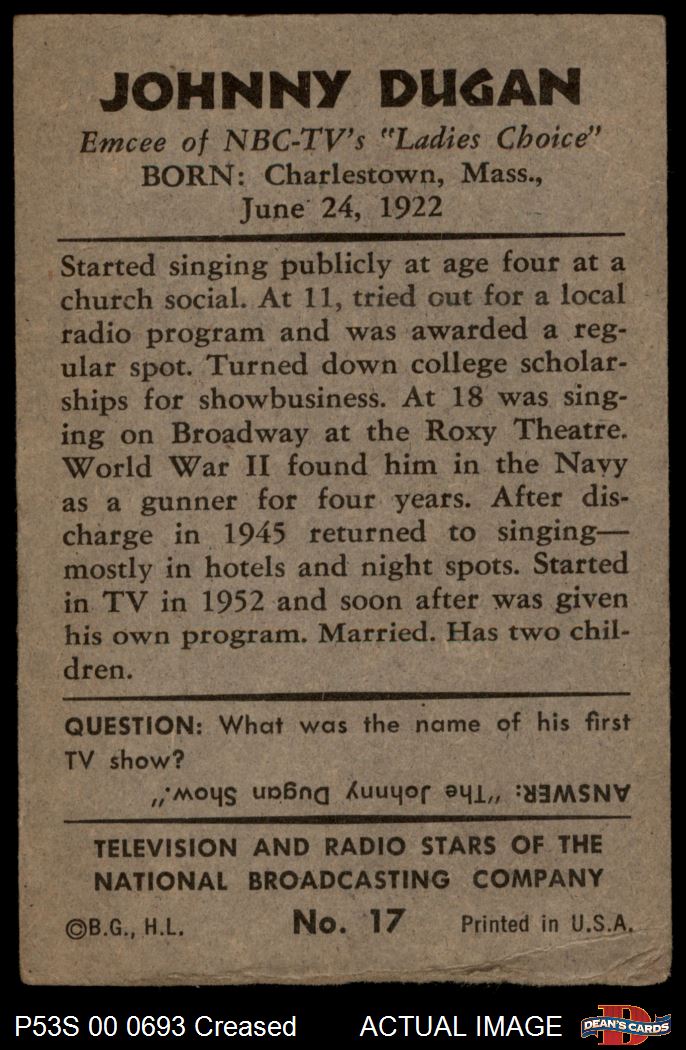 JOHNNY DUGAN
Emcee of NBC-TV's "Ladies Choice"
BORN: Charlestown, Mass.,
June 24, 1922
Started singing publicly at age four at a
church social. At 11, tried out for a local
radio program and was awarded a reg-
ular spot. Turned down college scholar-
ships for showbusiness. At 18 was sing-
ing on Broadway at the Roxy Theatre.
World War II found him in the Navy
as a gunner for four years. After dis-
charge in 1945 returned to singing—
mostly in hotels and night spots. Started
in TV in 1952 and soon after was given
his own program. Married. Has two chil-
dren.
QUESTION: What was the name of his first
TV show?
ANSWER: "The Johnny Dugan Show."
TELEVISION AND RADIO STARS OF THE
NATIONAL BROADCASTING COMPANY
©B.G., H.L. No. 17 Printed in U.S.A.
P53S 00 0693 Creased ACTUAL IMAGE DEAN'S CARDS